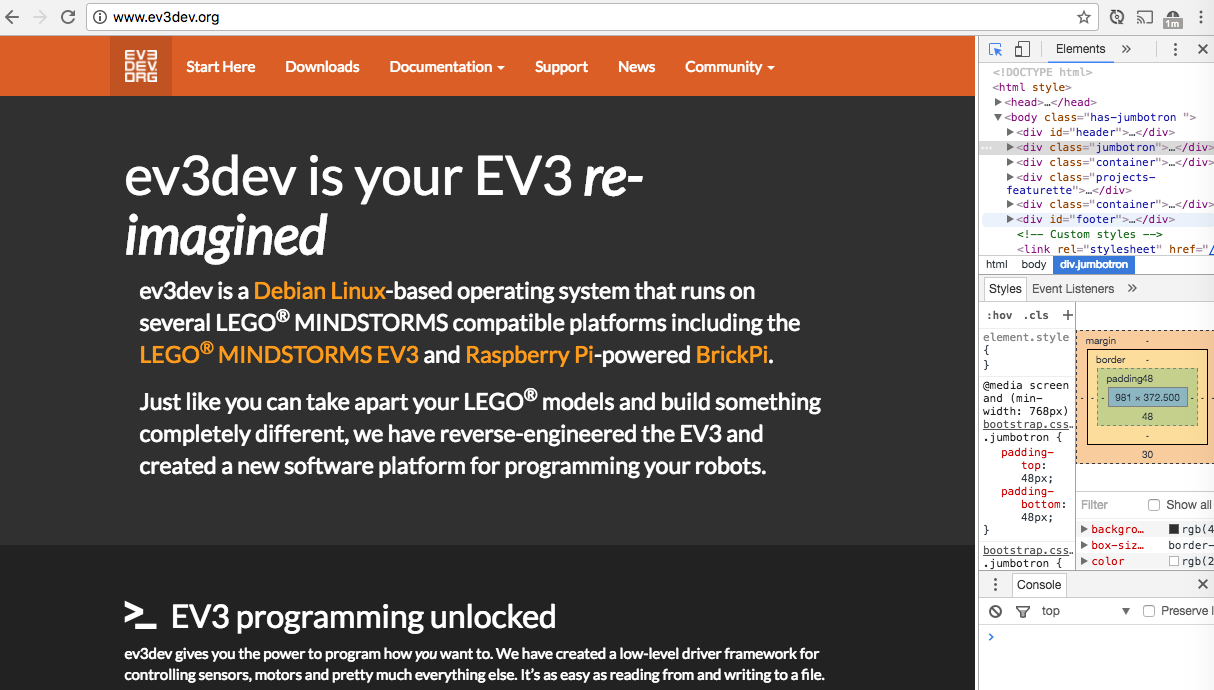 www.ev3dev.org
1m
EV3
DEV
ORG
Start Here
Downloads
Documentation
Support
News
Community
ev3dev is your EV3 re-
imagined
ev3dev is a Debian Linux-based operating system that runs on
several LEGO® MINDSTORMS compatible platforms including the
LEGO® MINDSTORMS EV3 and Raspberry Pi-powered BrickPi.
Just like you can take apart your LEGO® models and build something
completely different, we have reverse-engineered the EV3 and
created a new software platform for programming your robots.
EV3 programming unlocked
ev3dev gives you the power to program how you want to. We have created a low-level driver framework for
controlling sensors, motors and pretty much everything else. It's as easy as reading from and writing to a file.
Elements »
<!DOCTYPE html>
<html style>
<head>…</head>
<body class="has-jumbotron ">
<div id="header">…</div>
<div class="jumbotron">…</div>
<div class="container">…</div>
<div class="projects-
featurette">…</div>
<div class="container">…</div>
<div id="footer">…</div>
<!-- Custom styles -->
<link rel="stylesheet" href="/
html body div.jumbotron
Styles Event Listeners »
:hov .cls +
element.style
{
}
@media screen
and (min-
width: 768px)
bootstrap.css…
.jumbotron {
padding-
top:
48px;
padding-
bottom:
48px;
}
bootstrap.css…
.jumbotron {
margin -
border -
padding48
981 × 372.500
48
-
30
Filter Show all
backgro… rgb(4
box-siz… border-
color rgb(2
Console
top Preserve l